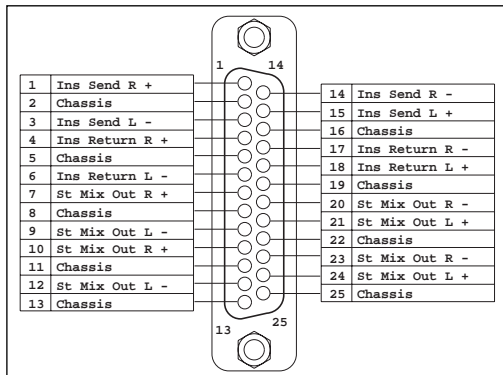 1 14
1 Ins Send R +
2 Chassis
3 Ins Send L -
4 Ins Return R +
5 Chassis
6 Ins Return L -
7 St Mix Out R +
8 Chassis
9 St Mix Out L -
10 St Mix Out R +
11 Chassis
12 St Mix Out L -
13 Chassis
14 Ins Send R -
15 Ins Send L +
16 Chassis
17 Ins Return R -
18 Ins Return L +
19 Chassis
20 St Mix Out R -
21 St Mix Out L +
22 Chassis
23 St Mix Out R -
24 St Mix Out L +
25 Chassis
13 25